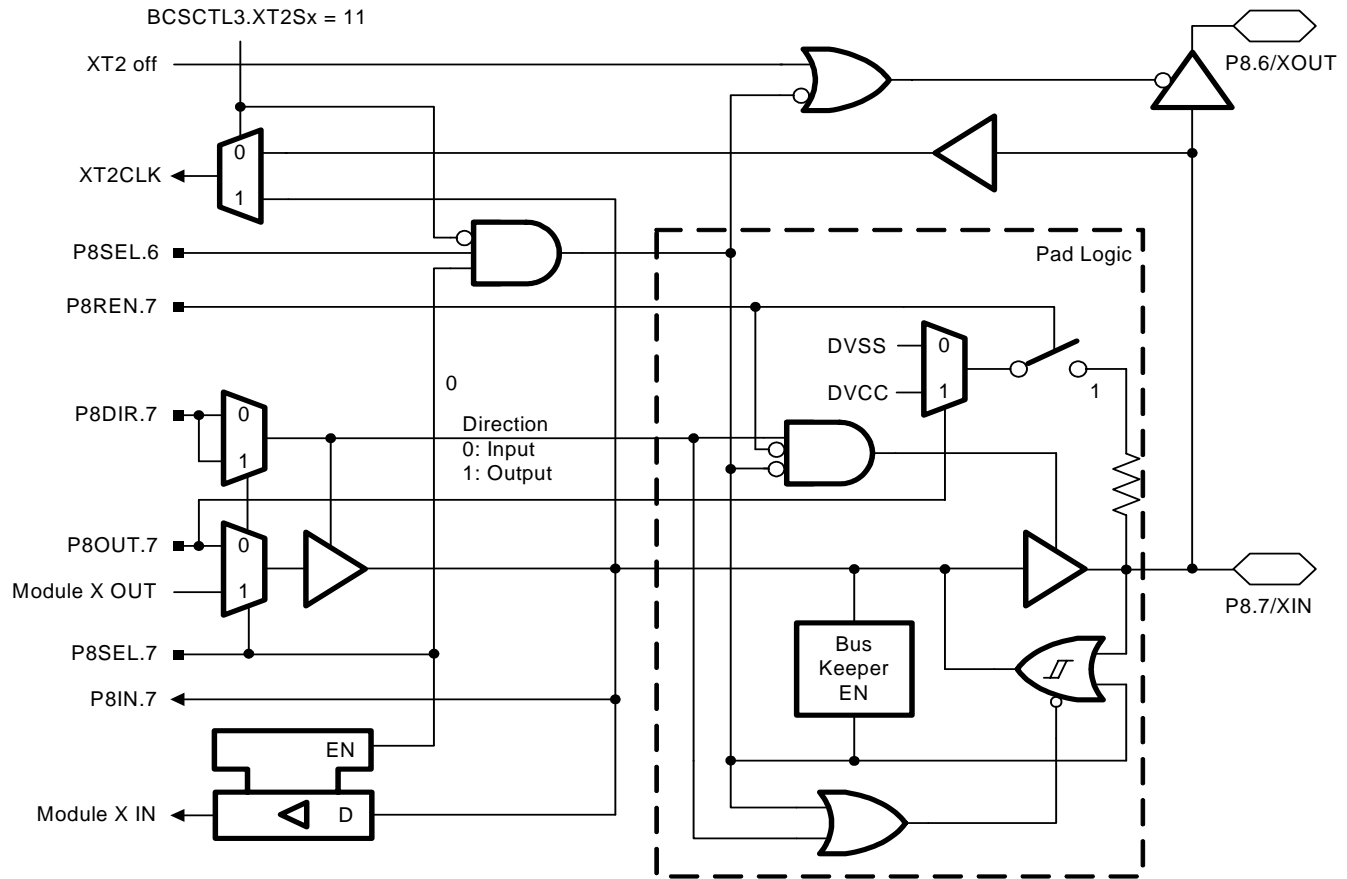 BCSCTL3.XT2Sx = 11
XT2 off
P8.6/XOUT
0
XT2CLK
1
P8SEL.6
Pad Logic
P8REN.7
DVSS
0
DVCC
1
1
0
P8DIR.7
0
1
Direction
0: Input
1: Output
P8OUT.7
0
Module X OUT
1
P8.7/XIN
P8SEL.7
Bus
Keeper
EN
P8IN.7
EN
Module X IN
D